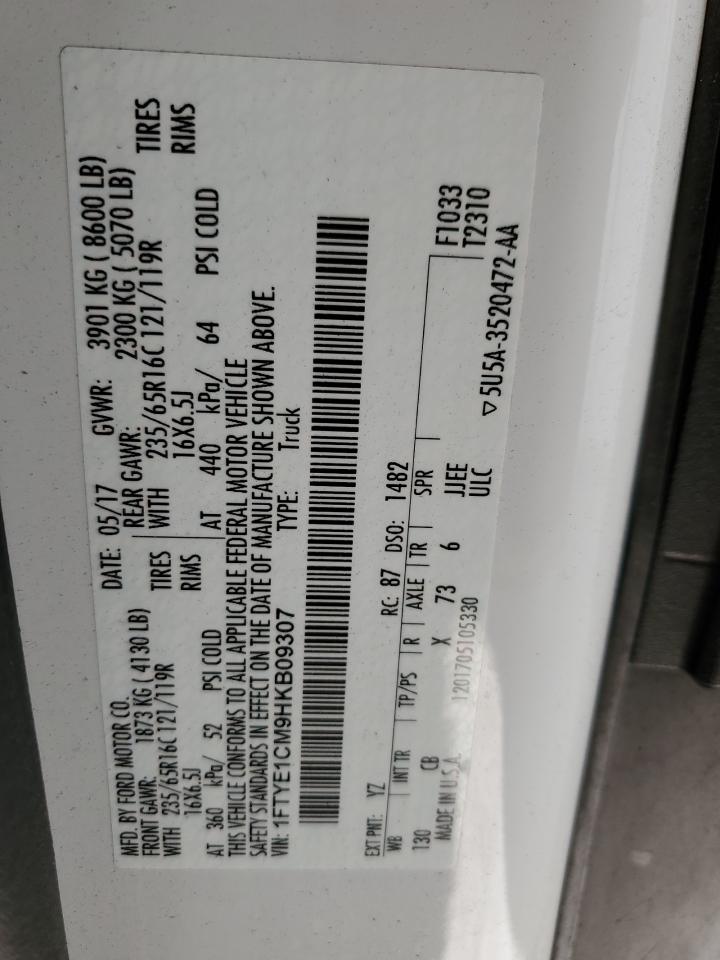 MFD. BY FORD MOTOR CO. DATE: 05/17 GVWR: 3901 KG ( 8600 LB)
FRONT GAWR: 1873 KG ( 4130 LB) REAR GAWR: 2300 KG ( 5070 LB)
WITH 235/65R16C 121/119R TIRES WITH 235/65R16C 121/119R TIRES
16X6.5J RIMS 16X6.5J RIMS
AT 360 kPa/ 52 PSI COLD AT 440 kPa/ 64 PSI COLD
THIS VEHICLE CONFORMS TO ALL APPLICABLE FEDERAL MOTOR VEHICLE
SAFETY STANDARDS IN EFFECT ON THE DATE OF MANUFACTURE SHOWN ABOVE.
VIN: 1FTYE1CM9HKB09307 TYPE: Truck
EXT PNT: YZ RC: 87 DSO: 1482
WB INT TR TP/PS R AXLE TR SPR
F1033
130 CB X 73 6 JJEE T2310
MADE IN U.S.A. 1201705105330 ULC
▽5U5A-3520472-AA